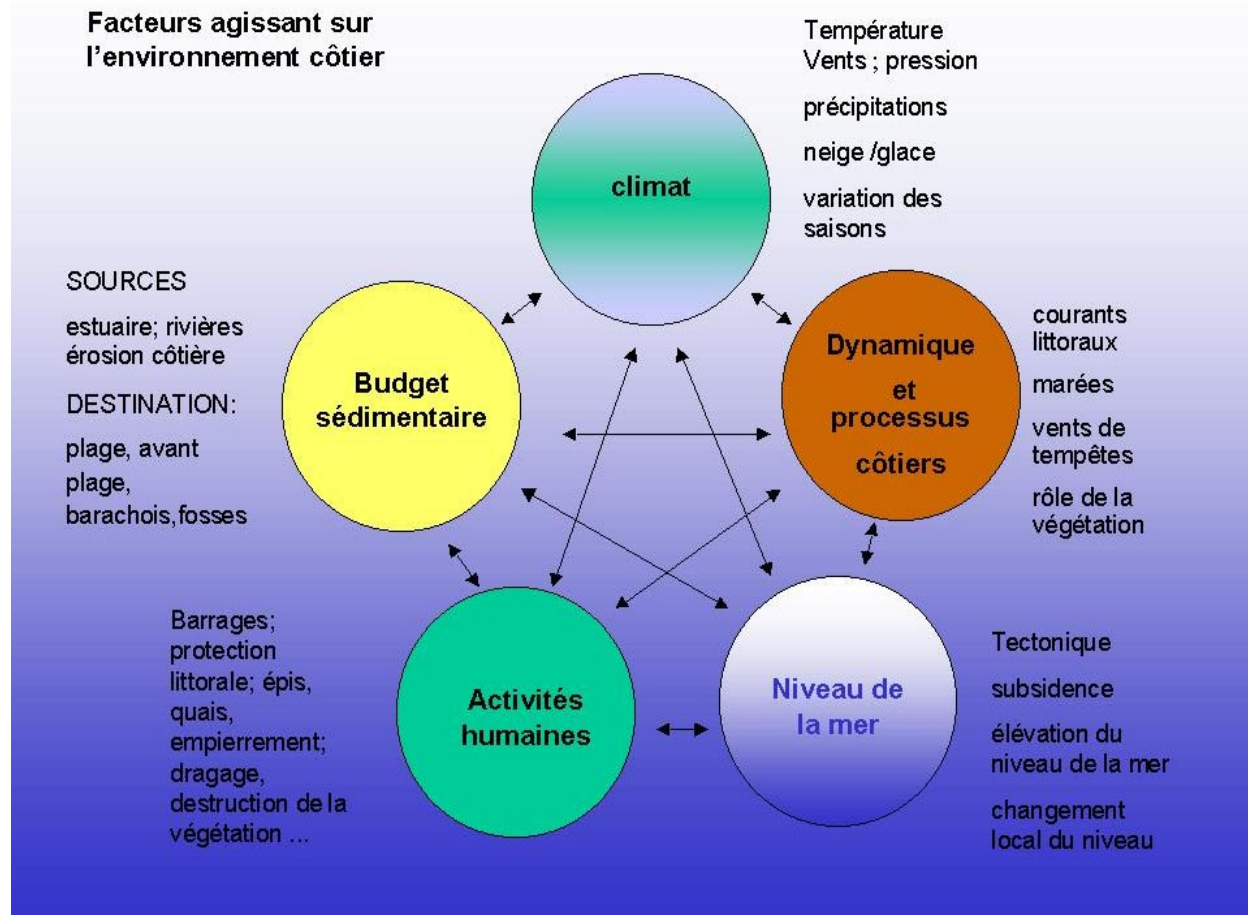 Facteurs agissant sur
l'environnement côtier
Température
Vents ; pression
précipitations
neige /glace
variation des
saisons
climat
SOURCES
estuaire; rivières
érosion côtière
DESTINATION:
plage, avant
plage,
barachois,fosses
Budget
sédimentaire
Dynamique
et
processus
côtiers
courants
littoraux
marées
vents de
tempêtes
rôle de la
végétation
Barrages;
protection
littorale; épis,
quais,
empierrement;
dragage,
destruction de la
végétation ...
Activités
humaines
Niveau de
la mer
Tectonique
subsidence
élévation du
niveau de la mer
changement
local du niveau